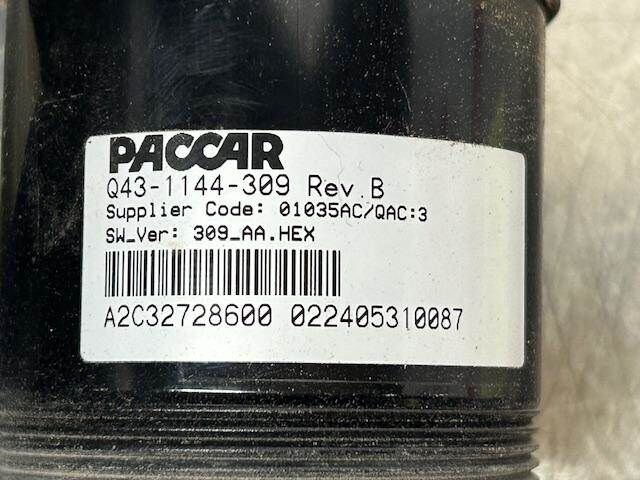 PACCAR
Q43-1144-309 Rev.B
Supplier Code: 01035AC/QAC:3
SW_Ver: 309_AA.HEX
A2C32728600 022405310087